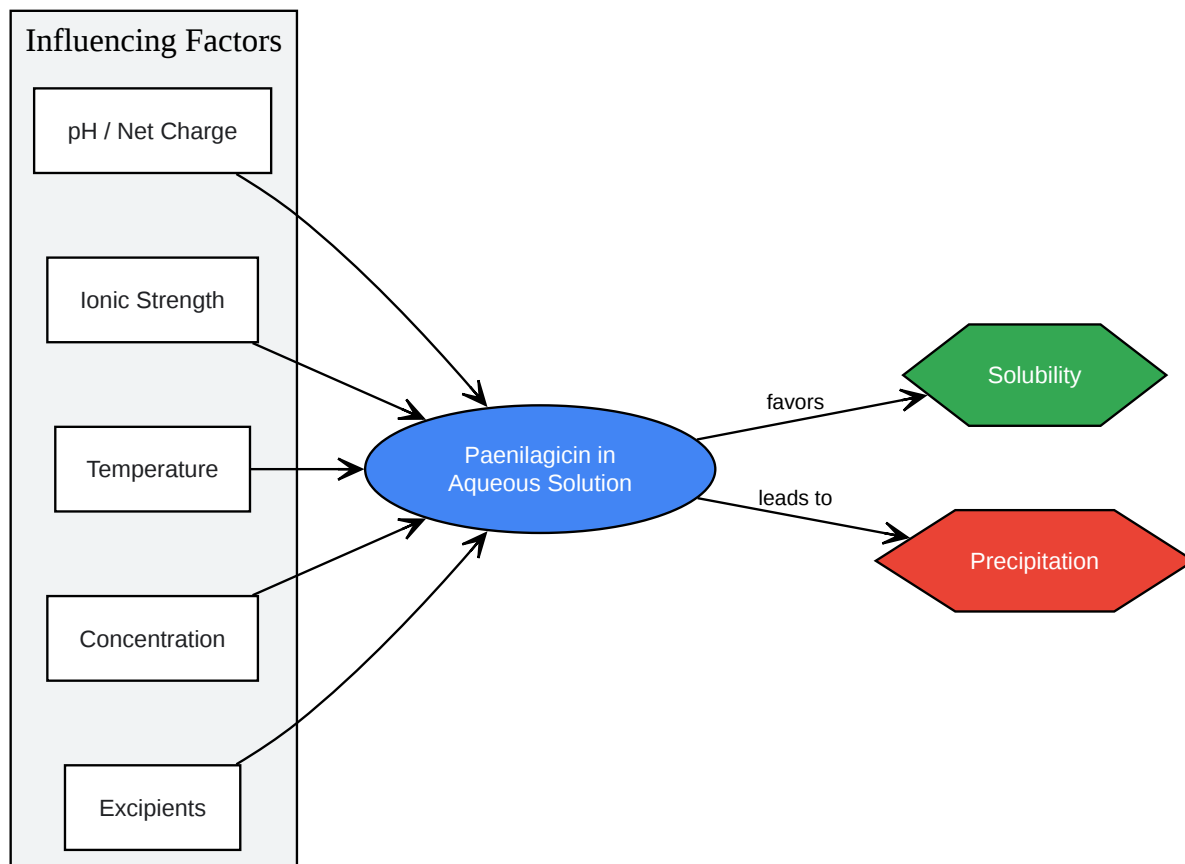 Influencing Factors
pH / Net Charge
Ionic Strength
Temperature
Concentration
Excipients
Paenilagicin in
Aqueous Solution
favors
leads to
Solubility
Precipitation